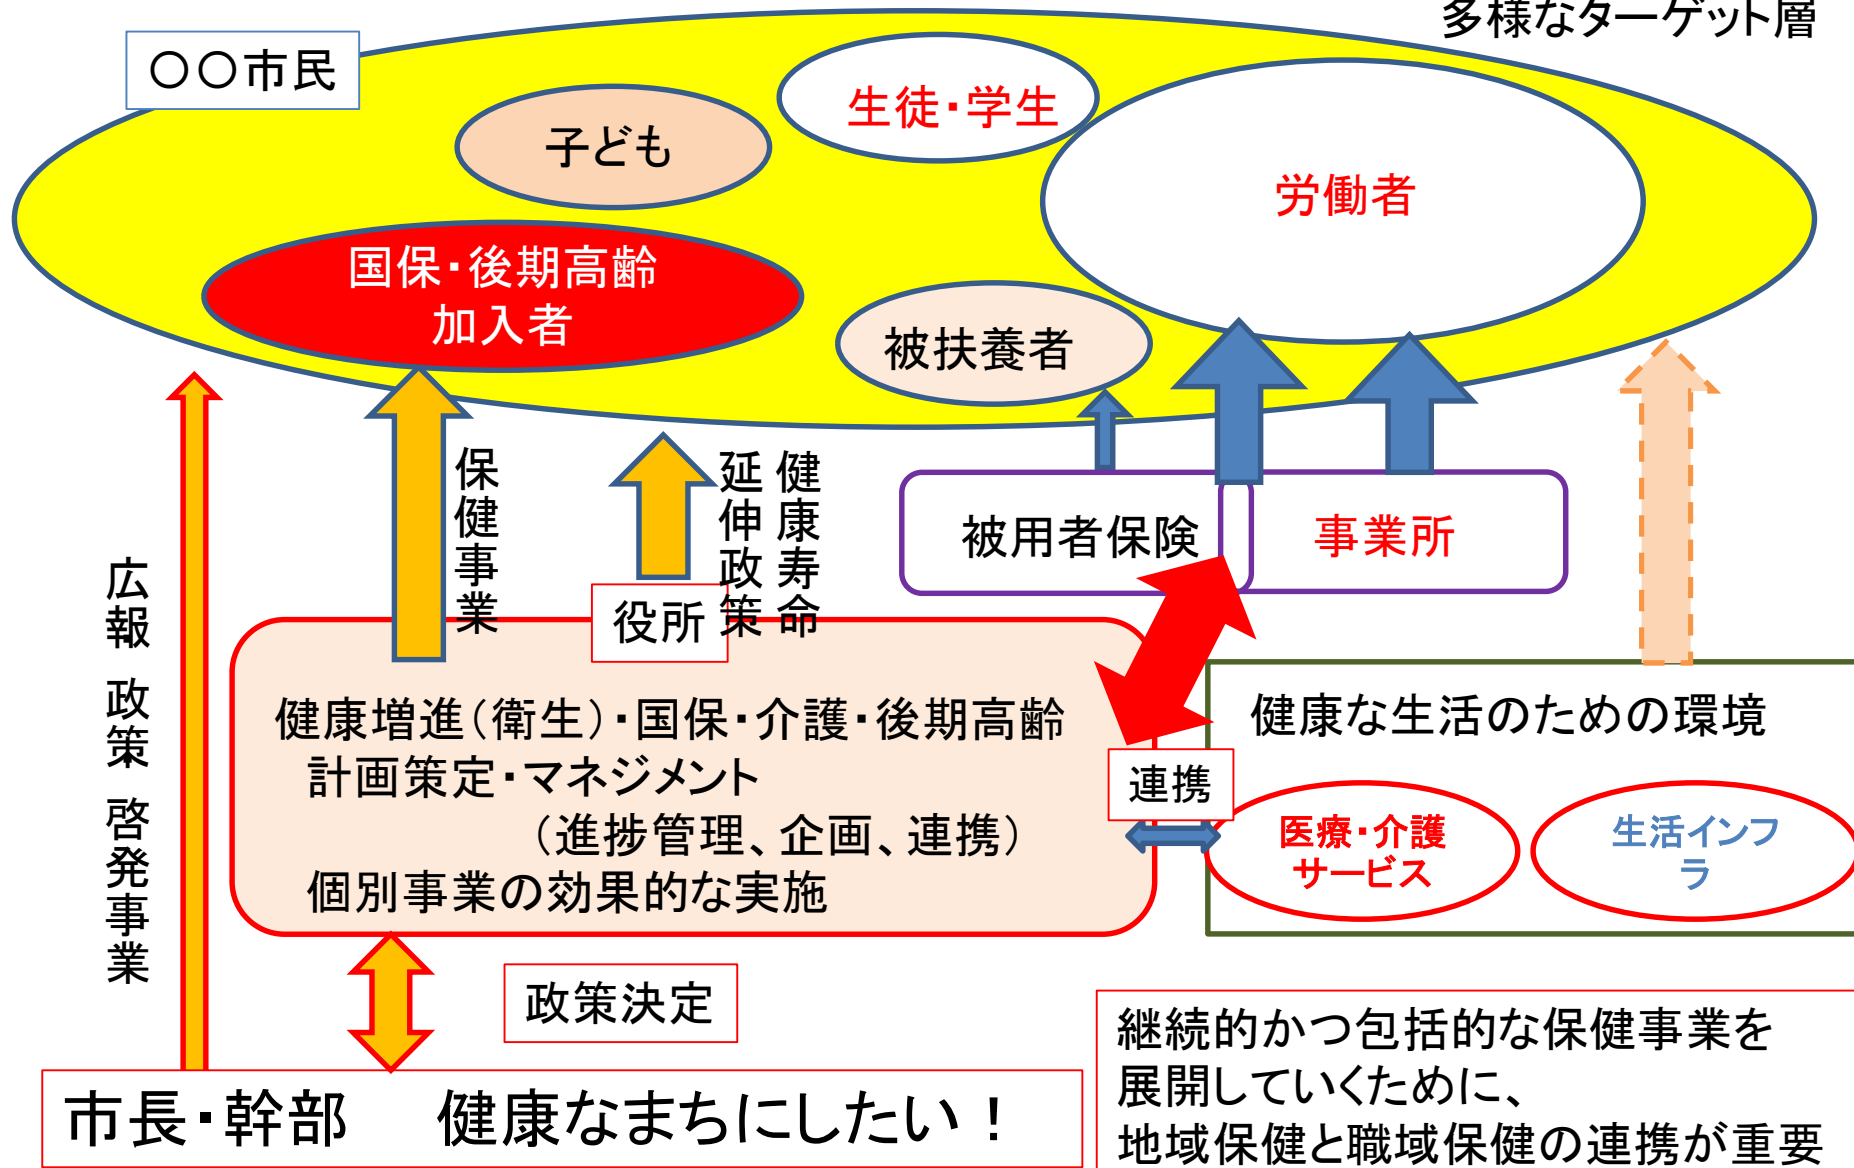 多様なターゲット層
〇〇市民
生徒・学生
子ども
労働者
国保・後期高齢
加入者
被扶養者
保健事業
健康寿命
延伸政策
被用者保険
事業所
広報 政策 啓発事業
役所
健康増進(衛生)・国保・介護・後期高齢
計画策定・マネジメント
(進捗管理、企画、連携)
個別事業の効果的な実施
健康な生活のための環境
連携
医療・介護
サービス
生活インフ
ラ
政策決定
市長・幹部 健康なまちにしたい！
継続的かつ包括的な保健事業を
展開していくために、
地域保健と職域保健の連携が重要